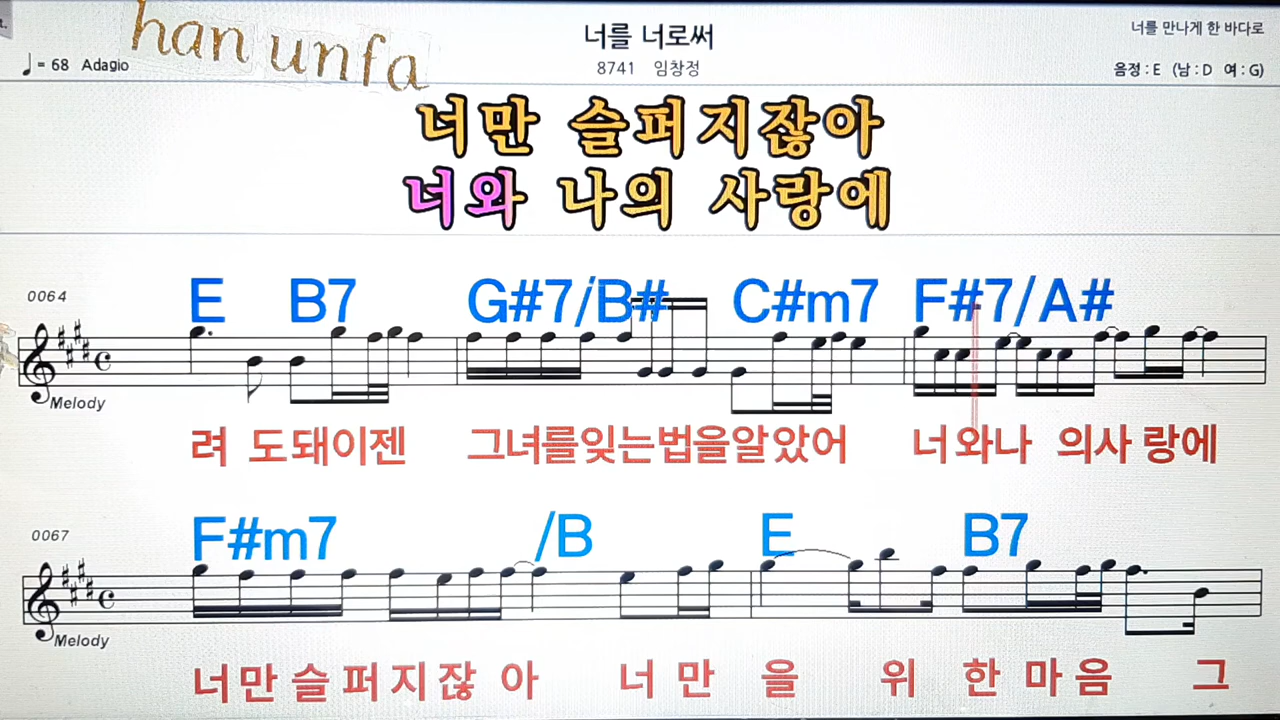 han unfa
너를 너로써
너를 만나게 한 바다로
♩= 68 Adagio
8741 임창정
음정 : E (남 : D 여 : G)
너만 슬퍼지잖아
너와 나의 사랑에
0064
E B7 G#7/B# C#m7 F#7/A#
Melody
려 도돼이젠 그녀를잊는법을알았어 너와나 의사 랑에
0067
F#m7 /B E B7
Melody
너만슬퍼지잖 아 너 만 을 위 한 마 음 그